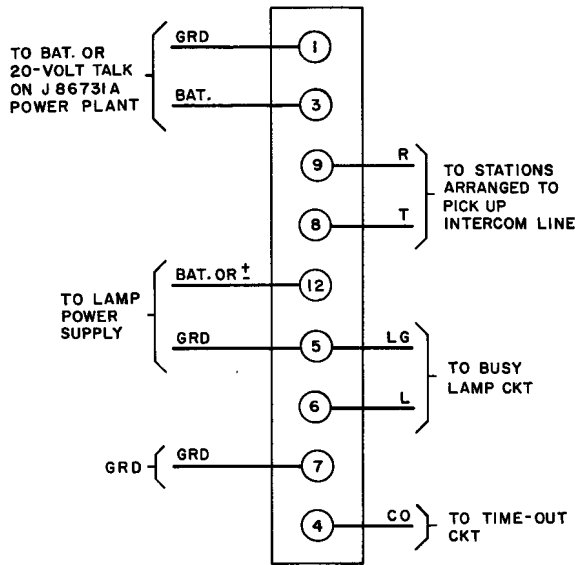 TO BAT. OR
20-VOLT TALK
ON J86731A
POWER PLANT
GRD
1
BAT.
3
9
R
8
T
TO STATIONS
ARRANGED TO
PICK UP
INTERCOM LINE
TO LAMP
POWER
SUPPLY
BAT. OR ±
12
GRD
5
LG
6
L
TO BUSY
LAMP CKT
GRD
GRD
7
4
CO
TO TIME-OUT
CKT